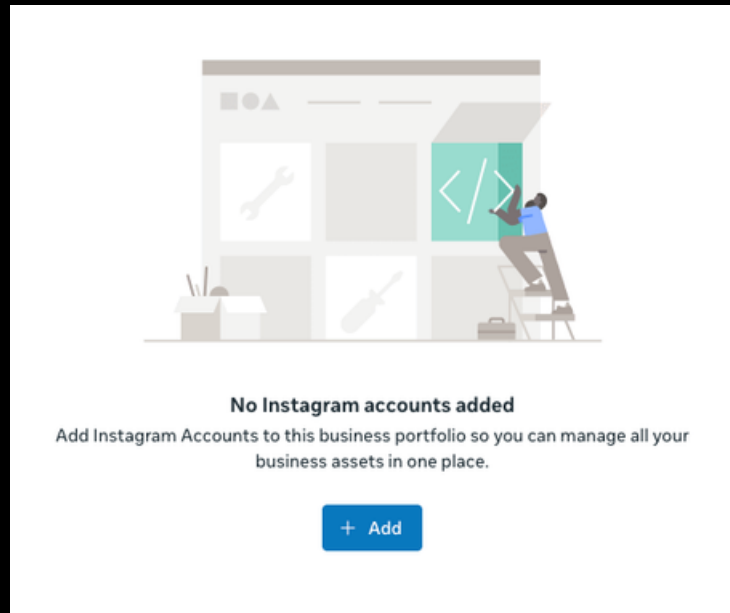 No Instagram accounts added
Add Instagram Accounts to this business portfolio so you can manage all your
business assets in one place.
+ Add